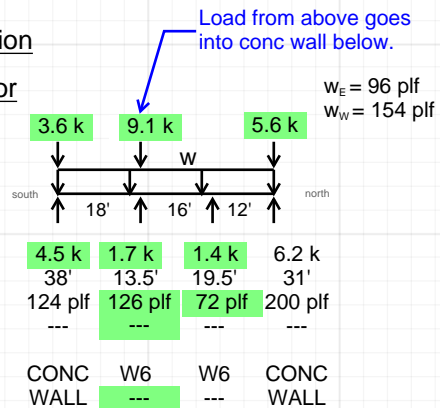 Load from above goes
into conc wall below.
ion
or
wE = 96 plf
wW = 154 plf
3.6 k 9.1 k 5.6 k
w
south north
18' 16' 12'
4.5 k 1.7 k 1.4 k 6.2 k
38' 13.5' 19.5' 31'
124 plf 126 plf 72 plf 200 plf
--- --- --- ---
CONC W6 W6 CONC
WALL --- --- WALL